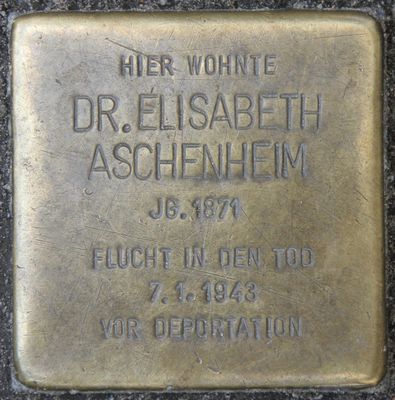 HIER WOHNTE
DR. ELISABETH
ASCHENHEIM
JG. 1871
FLUCHT IN DEN TOD
7. 1. 1943
VOR DEPORTATION